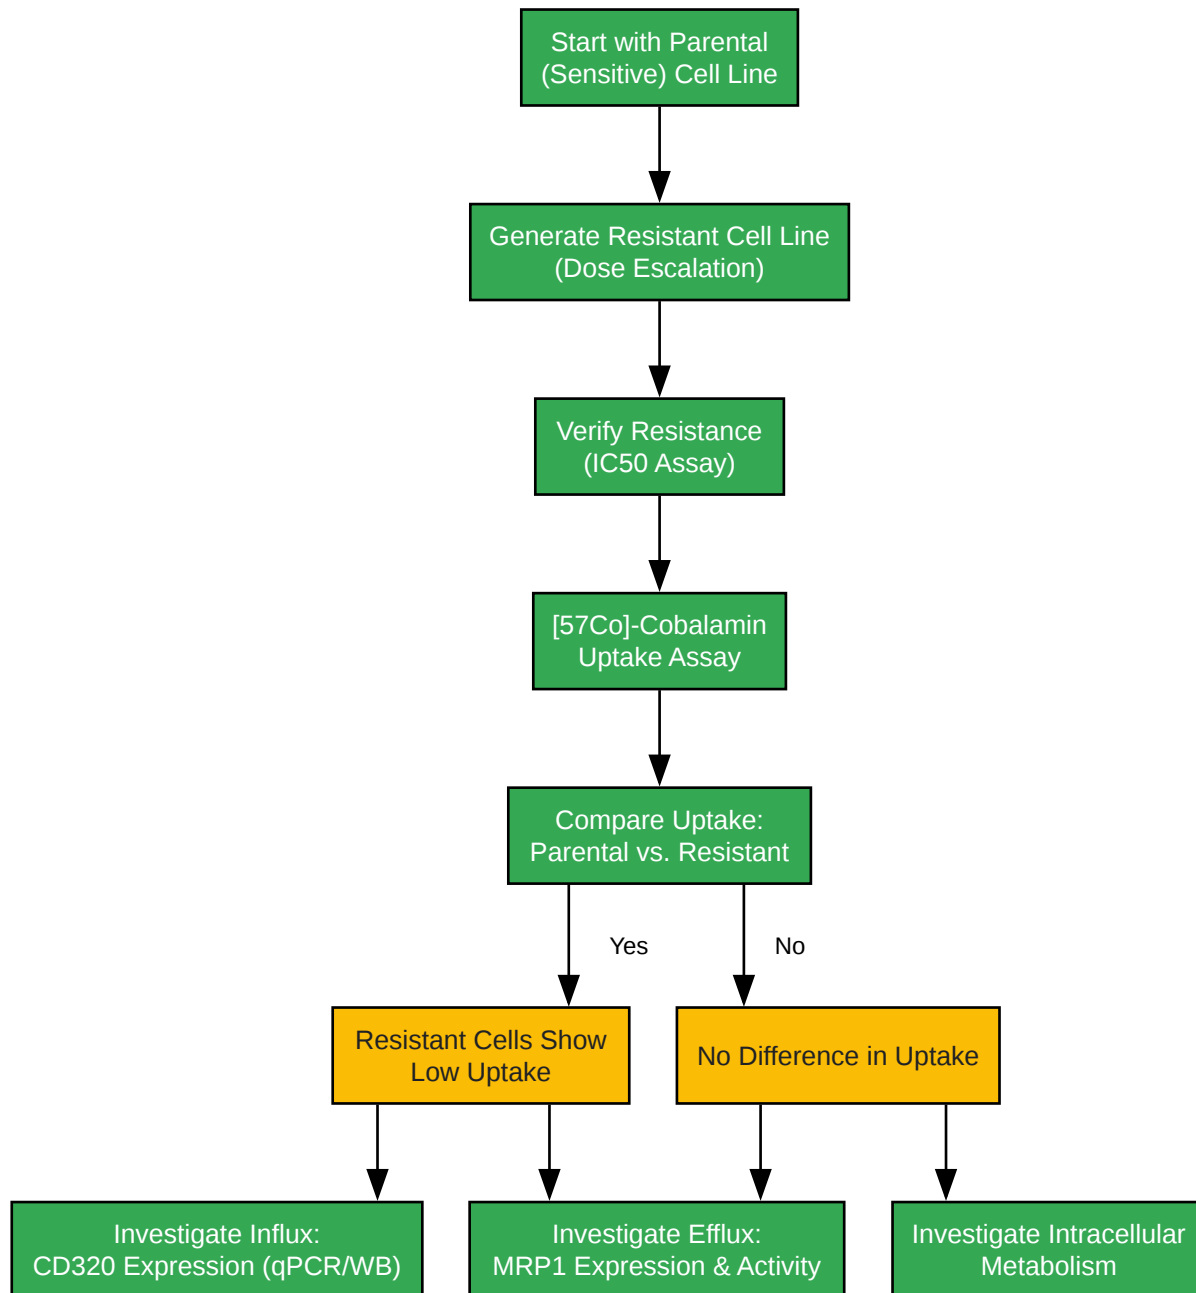 Start with Parental
(Sensitive) Cell Line
Generate Resistant Cell Line
(Dose Escalation)
Verify Resistance
(IC50 Assay)
[57Co]-Cobalamin
Uptake Assay
Compare Uptake:
Parental vs. Resistant
Yes
No
Resistant Cells Show
Low Uptake
No Difference in Uptake
Investigate Influx:
CD320 Expression (qPCR/WB)
Investigate Efflux:
MRP1 Expression & Activity
Investigate Intracellular
Metabolism